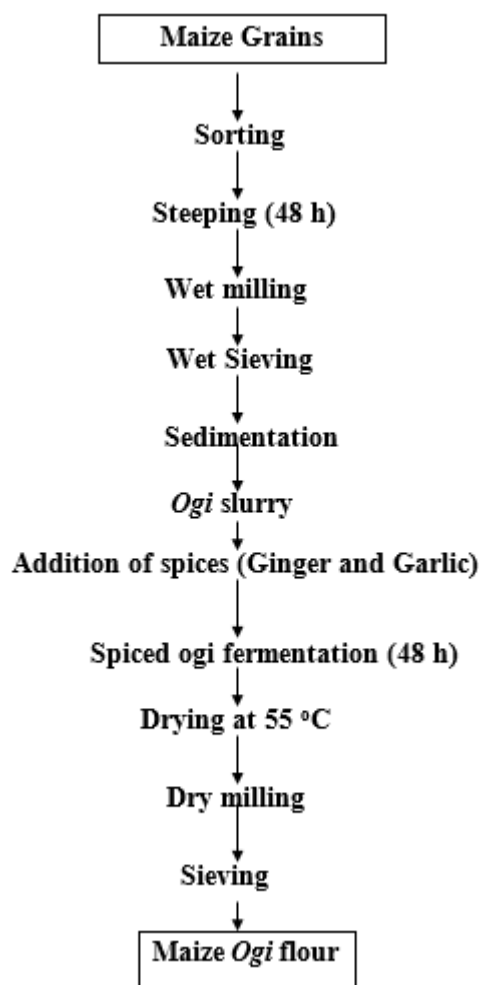 Maize Grains
Sorting
Steeping (48 h)
Wet milling
Wet Sieving
Sedimentation
Ogi slurry
Addition of spices (Ginger and Garlic)
Spiced ogi fermentation (48 h)
Drying at 55 °C
Dry milling
Sieving
Maize Ogi flour